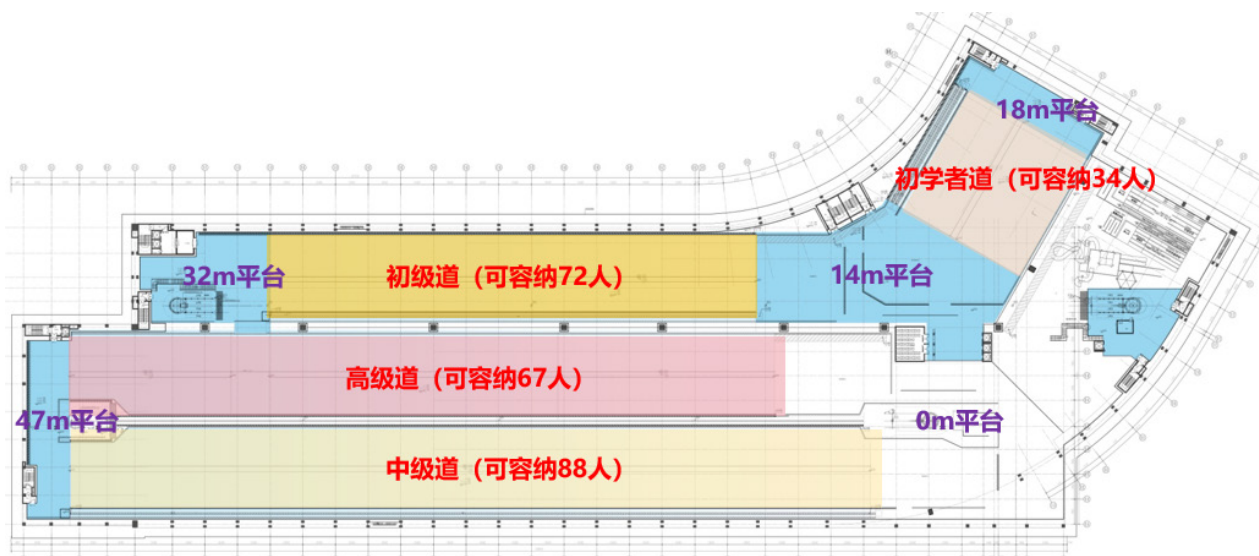 18m平台
初学者道（可容纳34人）
32m平台
初级道（可容纳72人）
14m平台
高级道（可容纳67人）
47m平台
0m平台
中级道（可容纳88人）